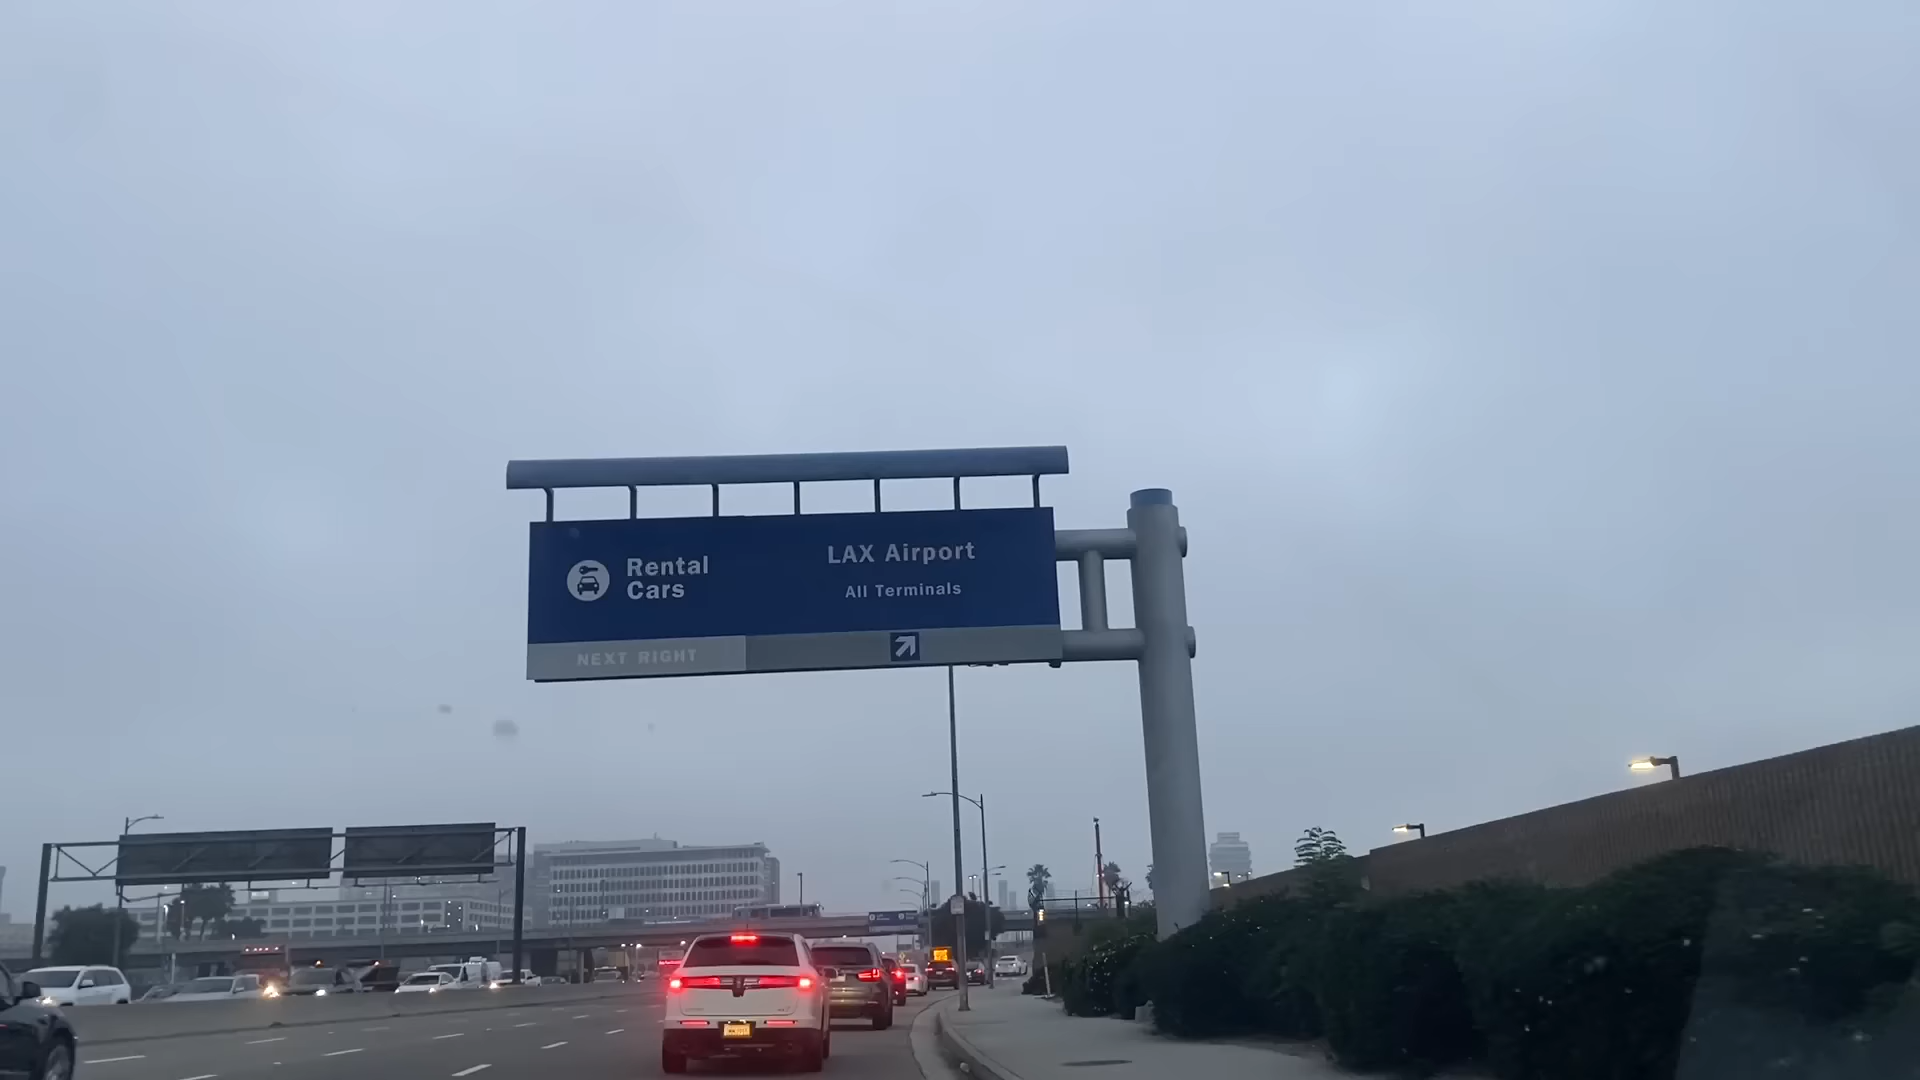 Rental
Cars
LAX Airport
All Terminals
NEXT RIGHT